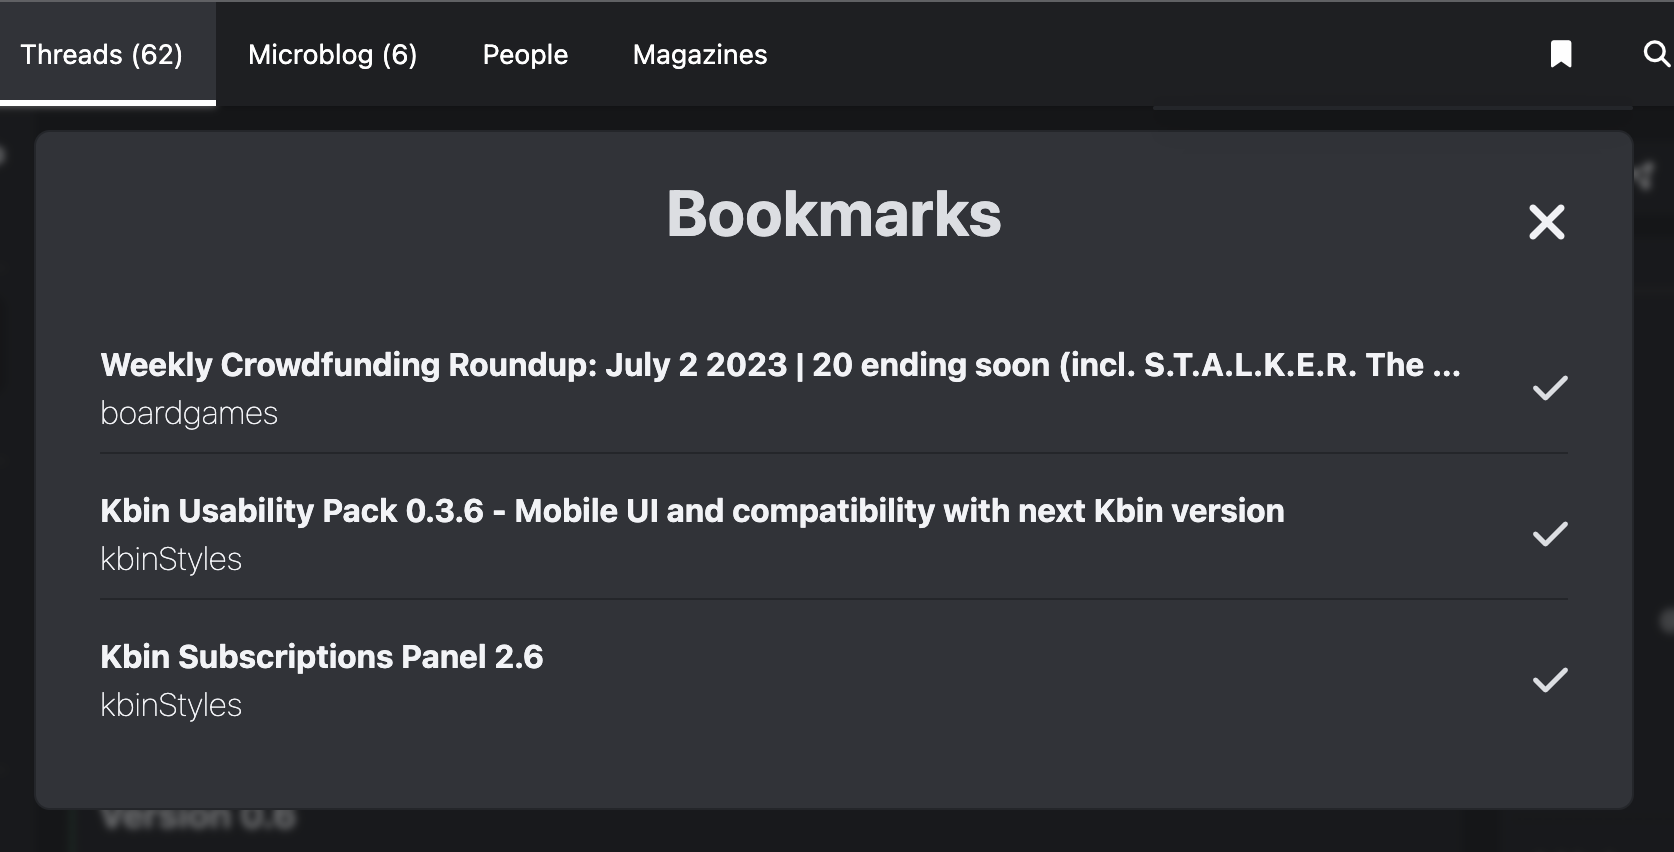 Threads (62) Microblog (6) People Magazines
Bookmarks
Weekly Crowdfunding Roundup: July 2 2023 | 20 ending soon (incl. S.T.A.L.K.E.R. The ...
boardgames
Kbin Usability Pack 0.3.6 - Mobile UI and compatibility with next Kbin version
kbinStyles
Kbin Subscriptions Panel 2.6
kbinStyles
Version 0.6